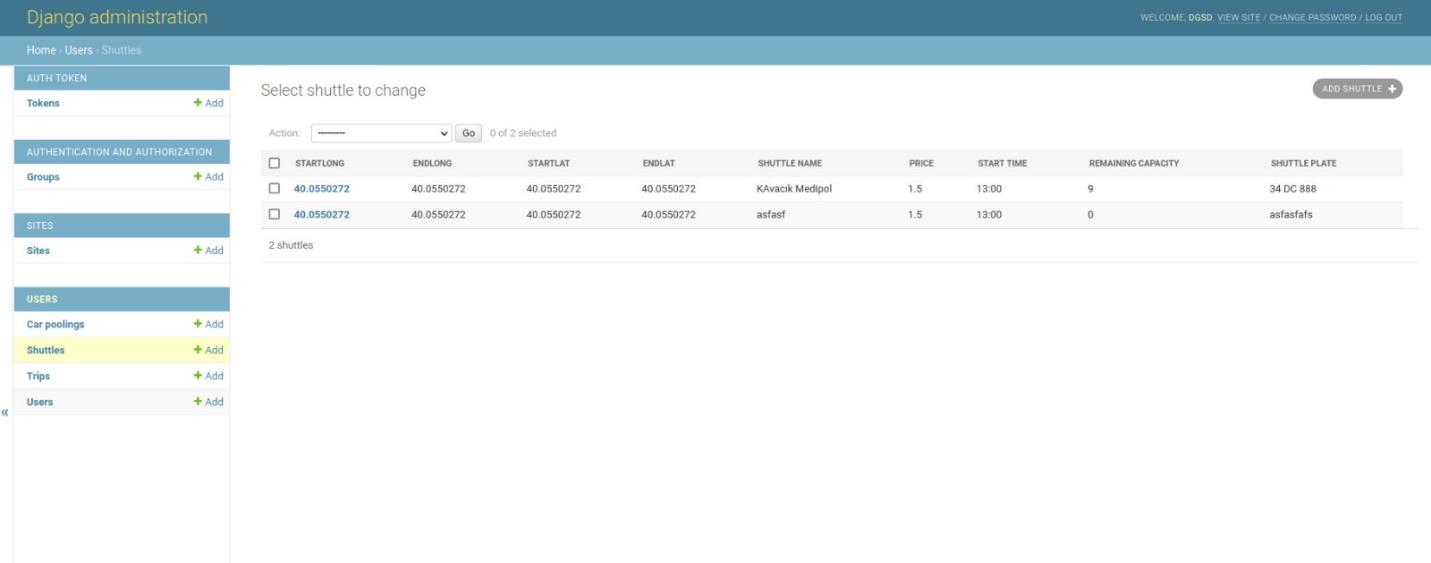 Django administration
WELCOME, DGSD. VIEW SITE / CHANGE PASSWORD / LOG OUT
Home › Users › Shuttles
AUTH TOKEN
Tokens + Add
AUTHENTICATION AND AUTHORIZATION
Groups + Add
SITES
Sites + Add
USERS
Car poolings + Add
Shuttles + Add
Trips + Add
Users + Add
«
Select shuttle to change
ADD SHUTTLE +
Action: --------- Go 0 of 2 selected
STARTLONG ENDLONG STARTLAT ENDLAT SHUTTLE NAME PRICE START TIME REMAINING CAPACITY SHUTTLE PLATE
40.0550272 40.0550272 40.0550272 40.0550272 KAvacık Medipol 1.5 13:00 9 34 DC 888
40.0550272 40.0550272 40.0550272 40.0550272 asfasf 1.5 13:00 0 asfasfafs
2 shuttles